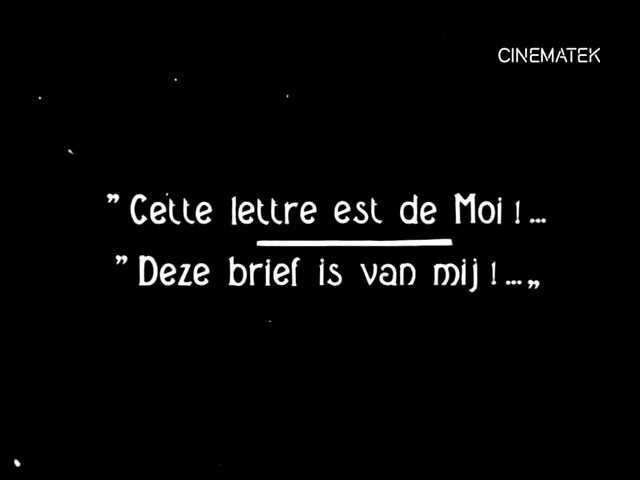 CINEMATEK
”Cette lettre est de Moi !...
”Deze brief is van mij !...„